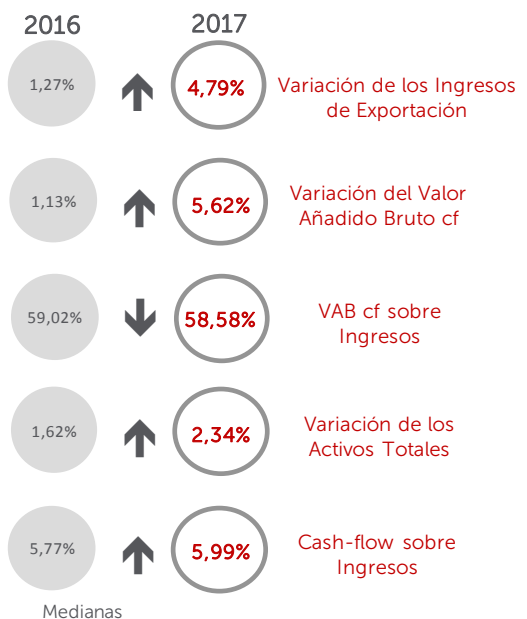 2016
2017
1,27%
4,79%
Variación de los Ingresos
de Exportación
1,13%
5,62%
Variación del Valor
Añadido Bruto cf
59,02%
58,58%
VAB cf sobre
Ingresos
1,62%
2,34%
Variación de los
Activos Totales
5,77%
5,99%
Cash-flow sobre
Ingresos
Medianas